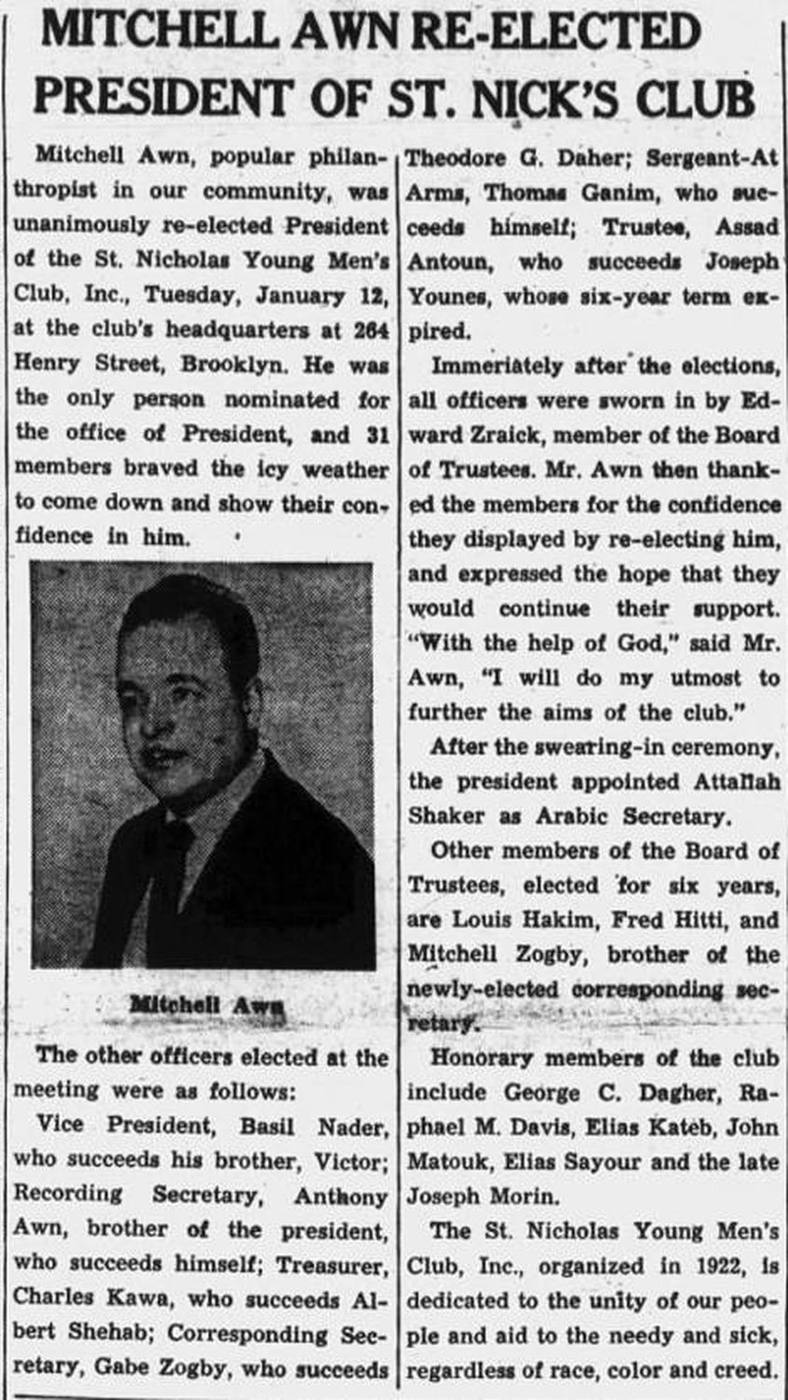 MITCHELL AWN RE-ELECTED
PRESIDENT OF ST. NICK'S CLUB
Mitchell Awn, popular philan-
thropist in our community, was
unanimously re-elected President
of the St. Nicholas Young Men's
Club, Inc., Tuesday, January 12,
at the club's headquarters at 264
Henry Street, Brooklyn. He was
the only person nominated for
the office of President, and 31
members braved the icy weather
to come down and show their con-
fidence in him.
Mitchell Awn
The other officers elected at the
meeting were as follows:
Vice President, Basil Nader,
who succeeds his brother, Victor;
Recording Secretary, Anthony
Awn, brother of the president,
who succeeds himself; Treasurer,
Charles Kawa, who succeeds Al-
bert Shehab; Corresponding Sec-
retary, Gabe Zogby, who succeeds
Theodore G. Daher; Sergeant-At
Arms, Thomas Ganim, who suc-
ceeds himself; Trustee, Assad
Antoun, who succeeds Joseph
Younes, whose six-year term ex-
pired.
Immeriately after the elections,
all officers were sworn in by Ed-
ward Zraick, member of the Board
of Trustees. Mr. Awn then thank-
ed the members for the confidence
they displayed by re-electing him,
and expressed the hope that they
would continue their support.
"With the help of God," said Mr.
Awn, "I will do my utmost to
further the aims of the club."
After the swearing-in ceremony,
the president appointed Attallah
Shaker as Arabic Secretary.
Other members of the Board of
Trustees, elected for six years,
are Louis Hakim, Fred Hitti, and
Mitchell Zogby, brother of the
newly-elected corresponding sec-
retary.
Honorary members of the club
include George C. Dagher, Ra-
phael M. Davis, Elias Kateb, John
Matouk, Elias Sayour and the late
Joseph Morin.
The St. Nicholas Young Men's
Club, Inc., organized in 1922, is
dedicated to the unity of our peo-
ple and aid to the needy and sick,
regardless of race, color and creed.